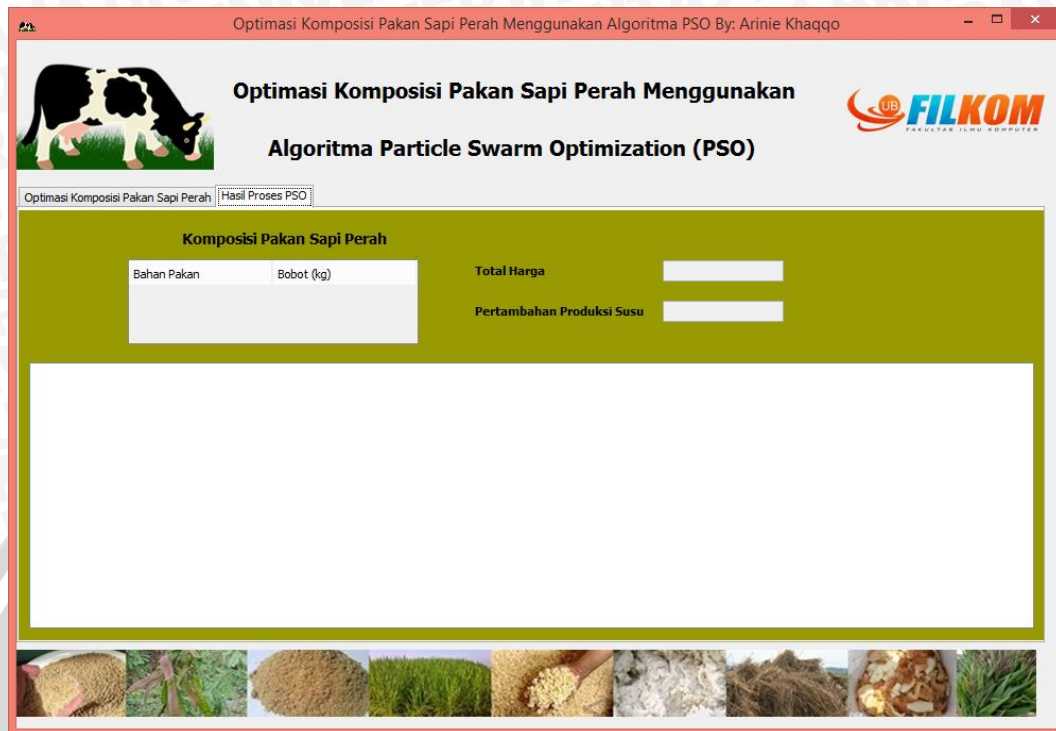 Optimasi Komposisi Pakan Sapi Perah Menggunakan Algoritma PSO By: Arinie Khaqqo
Optimasi Komposisi Pakan Sapi Perah Menggunakan
Algoritma Particle Swarm Optimization (PSO)
UB FILKOM
FAKULTAS ILMU KOMPUTER
Optimasi Komposisi Pakan Sapi Perah Hasil Proses PSO
Komposisi Pakan Sapi Perah
Bahan Pakan Bobot (kg)
Total Harga
Pertambahan Produksi Susu